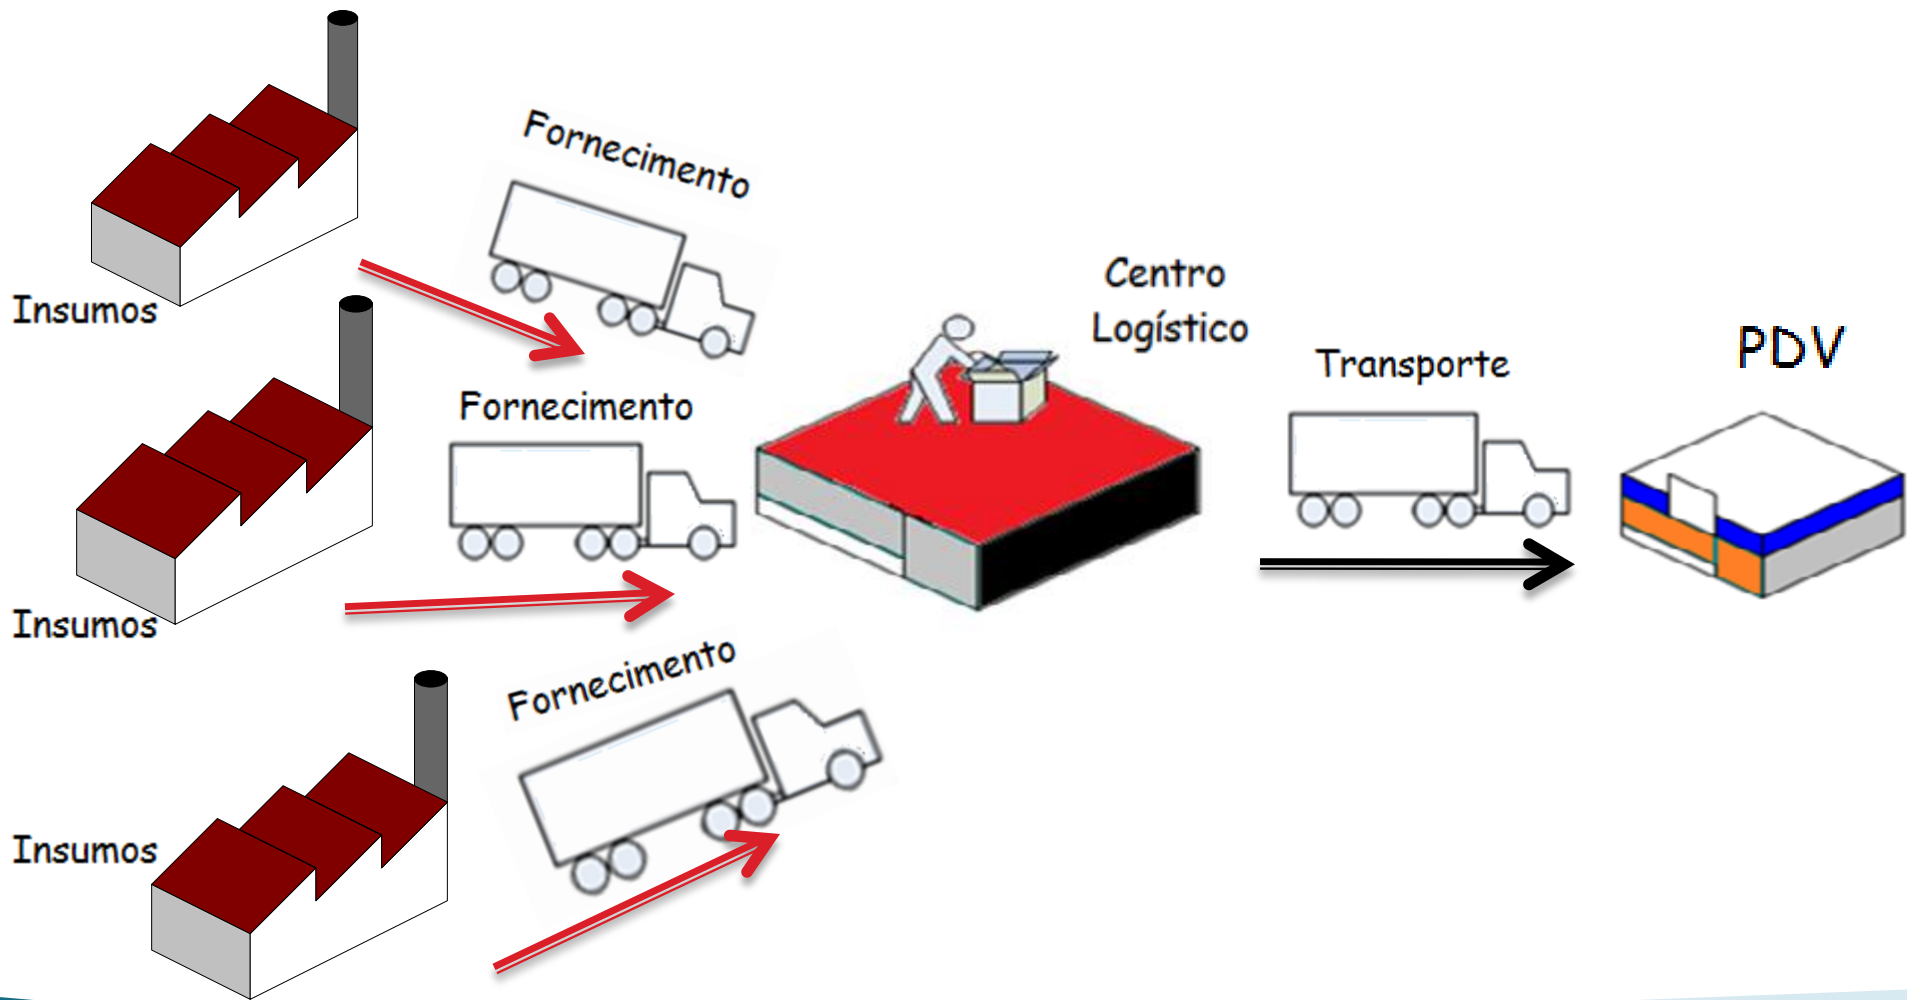 Fornecimento
Insumos
Fornecimento
Insumos
Fornecimento
Insumos
Centro
Logístico
Transporte
PDV